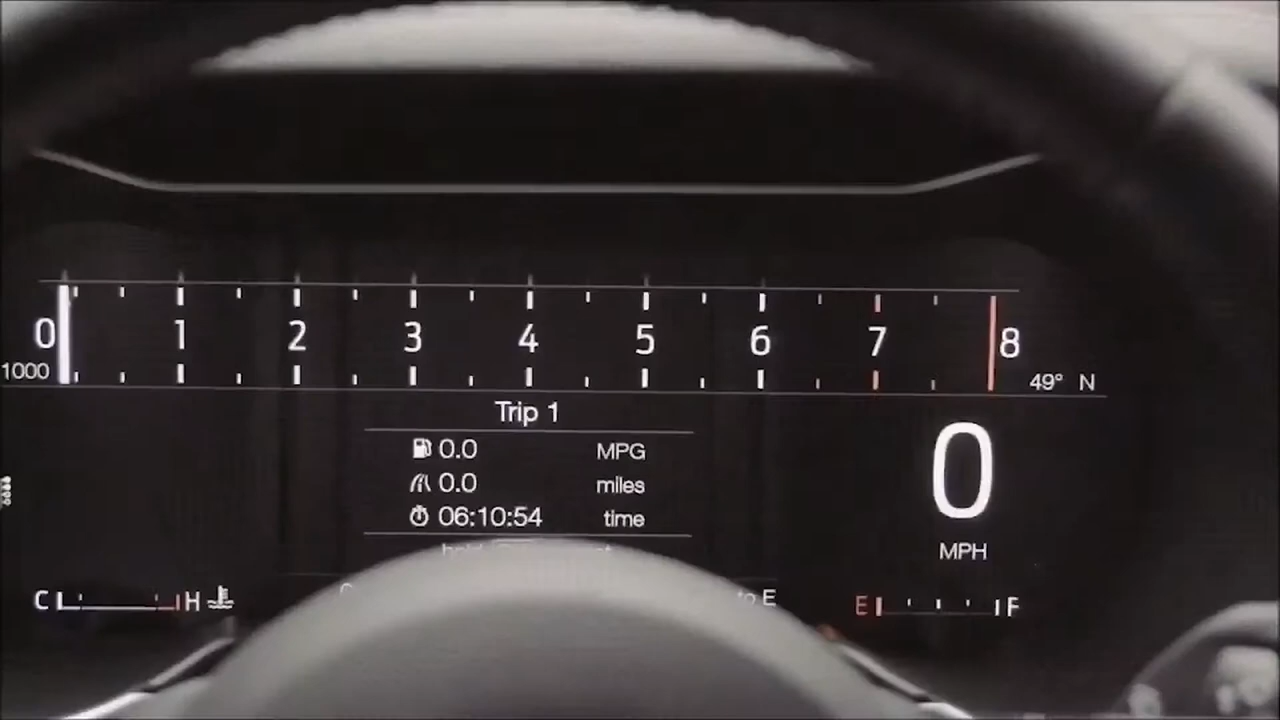 0 1 2 3 4 5 6 7 8
1000
49° N
Trip 1
0.0 MPG
0.0 miles
06:10:54 time
0
MPH
to E
C H
E F